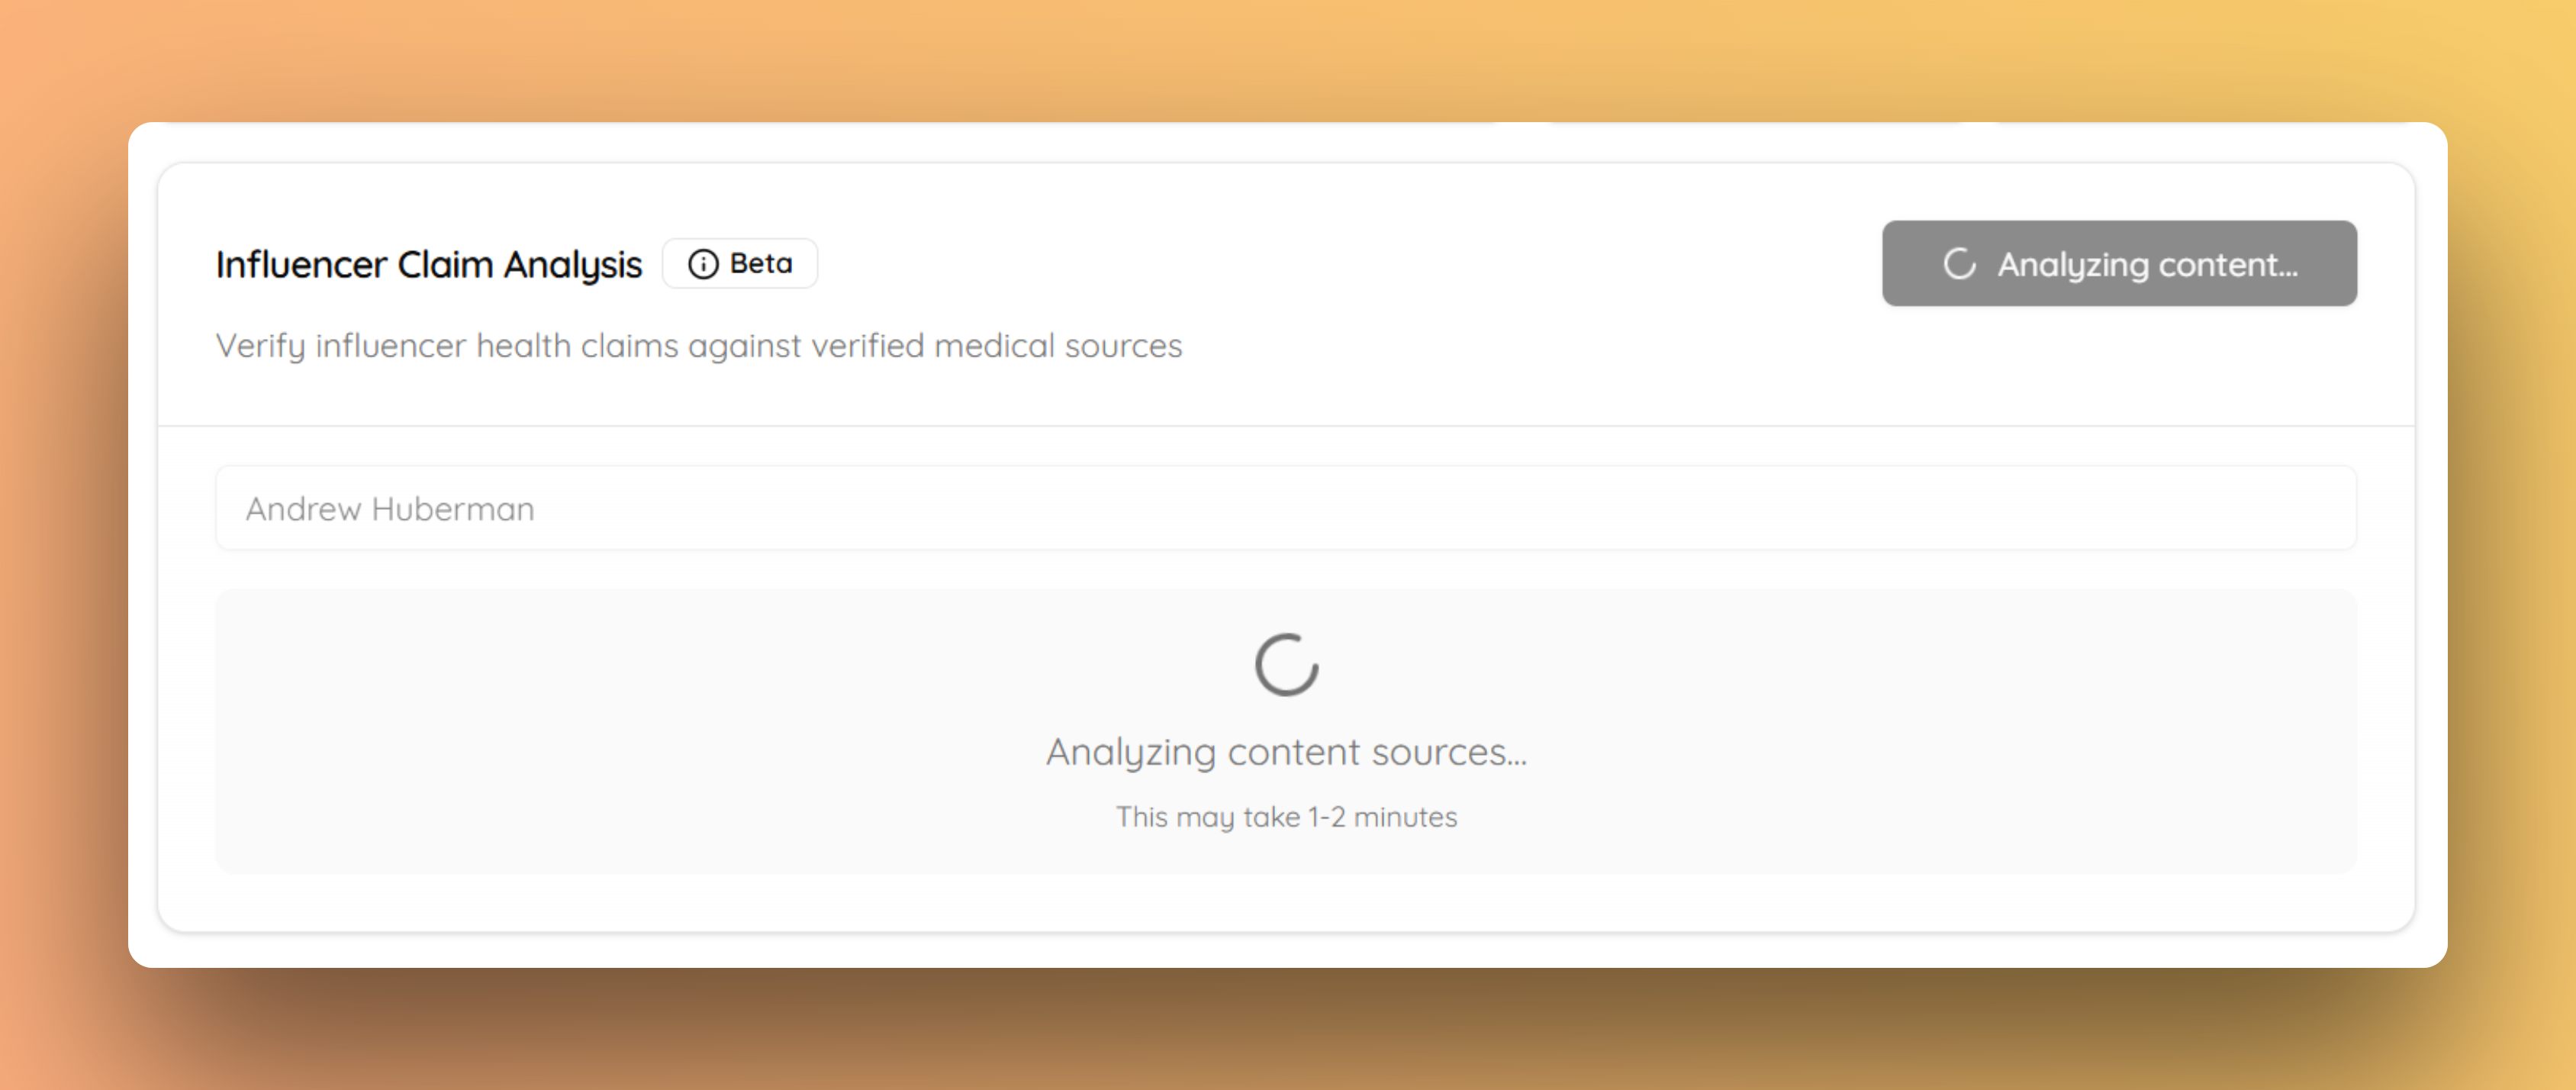 Influencer Claim Analysis Beta
Analyzing content...
Verify influencer health claims against verified medical sources
Andrew Huberman
Analyzing content sources...
This may take 1-2 minutes